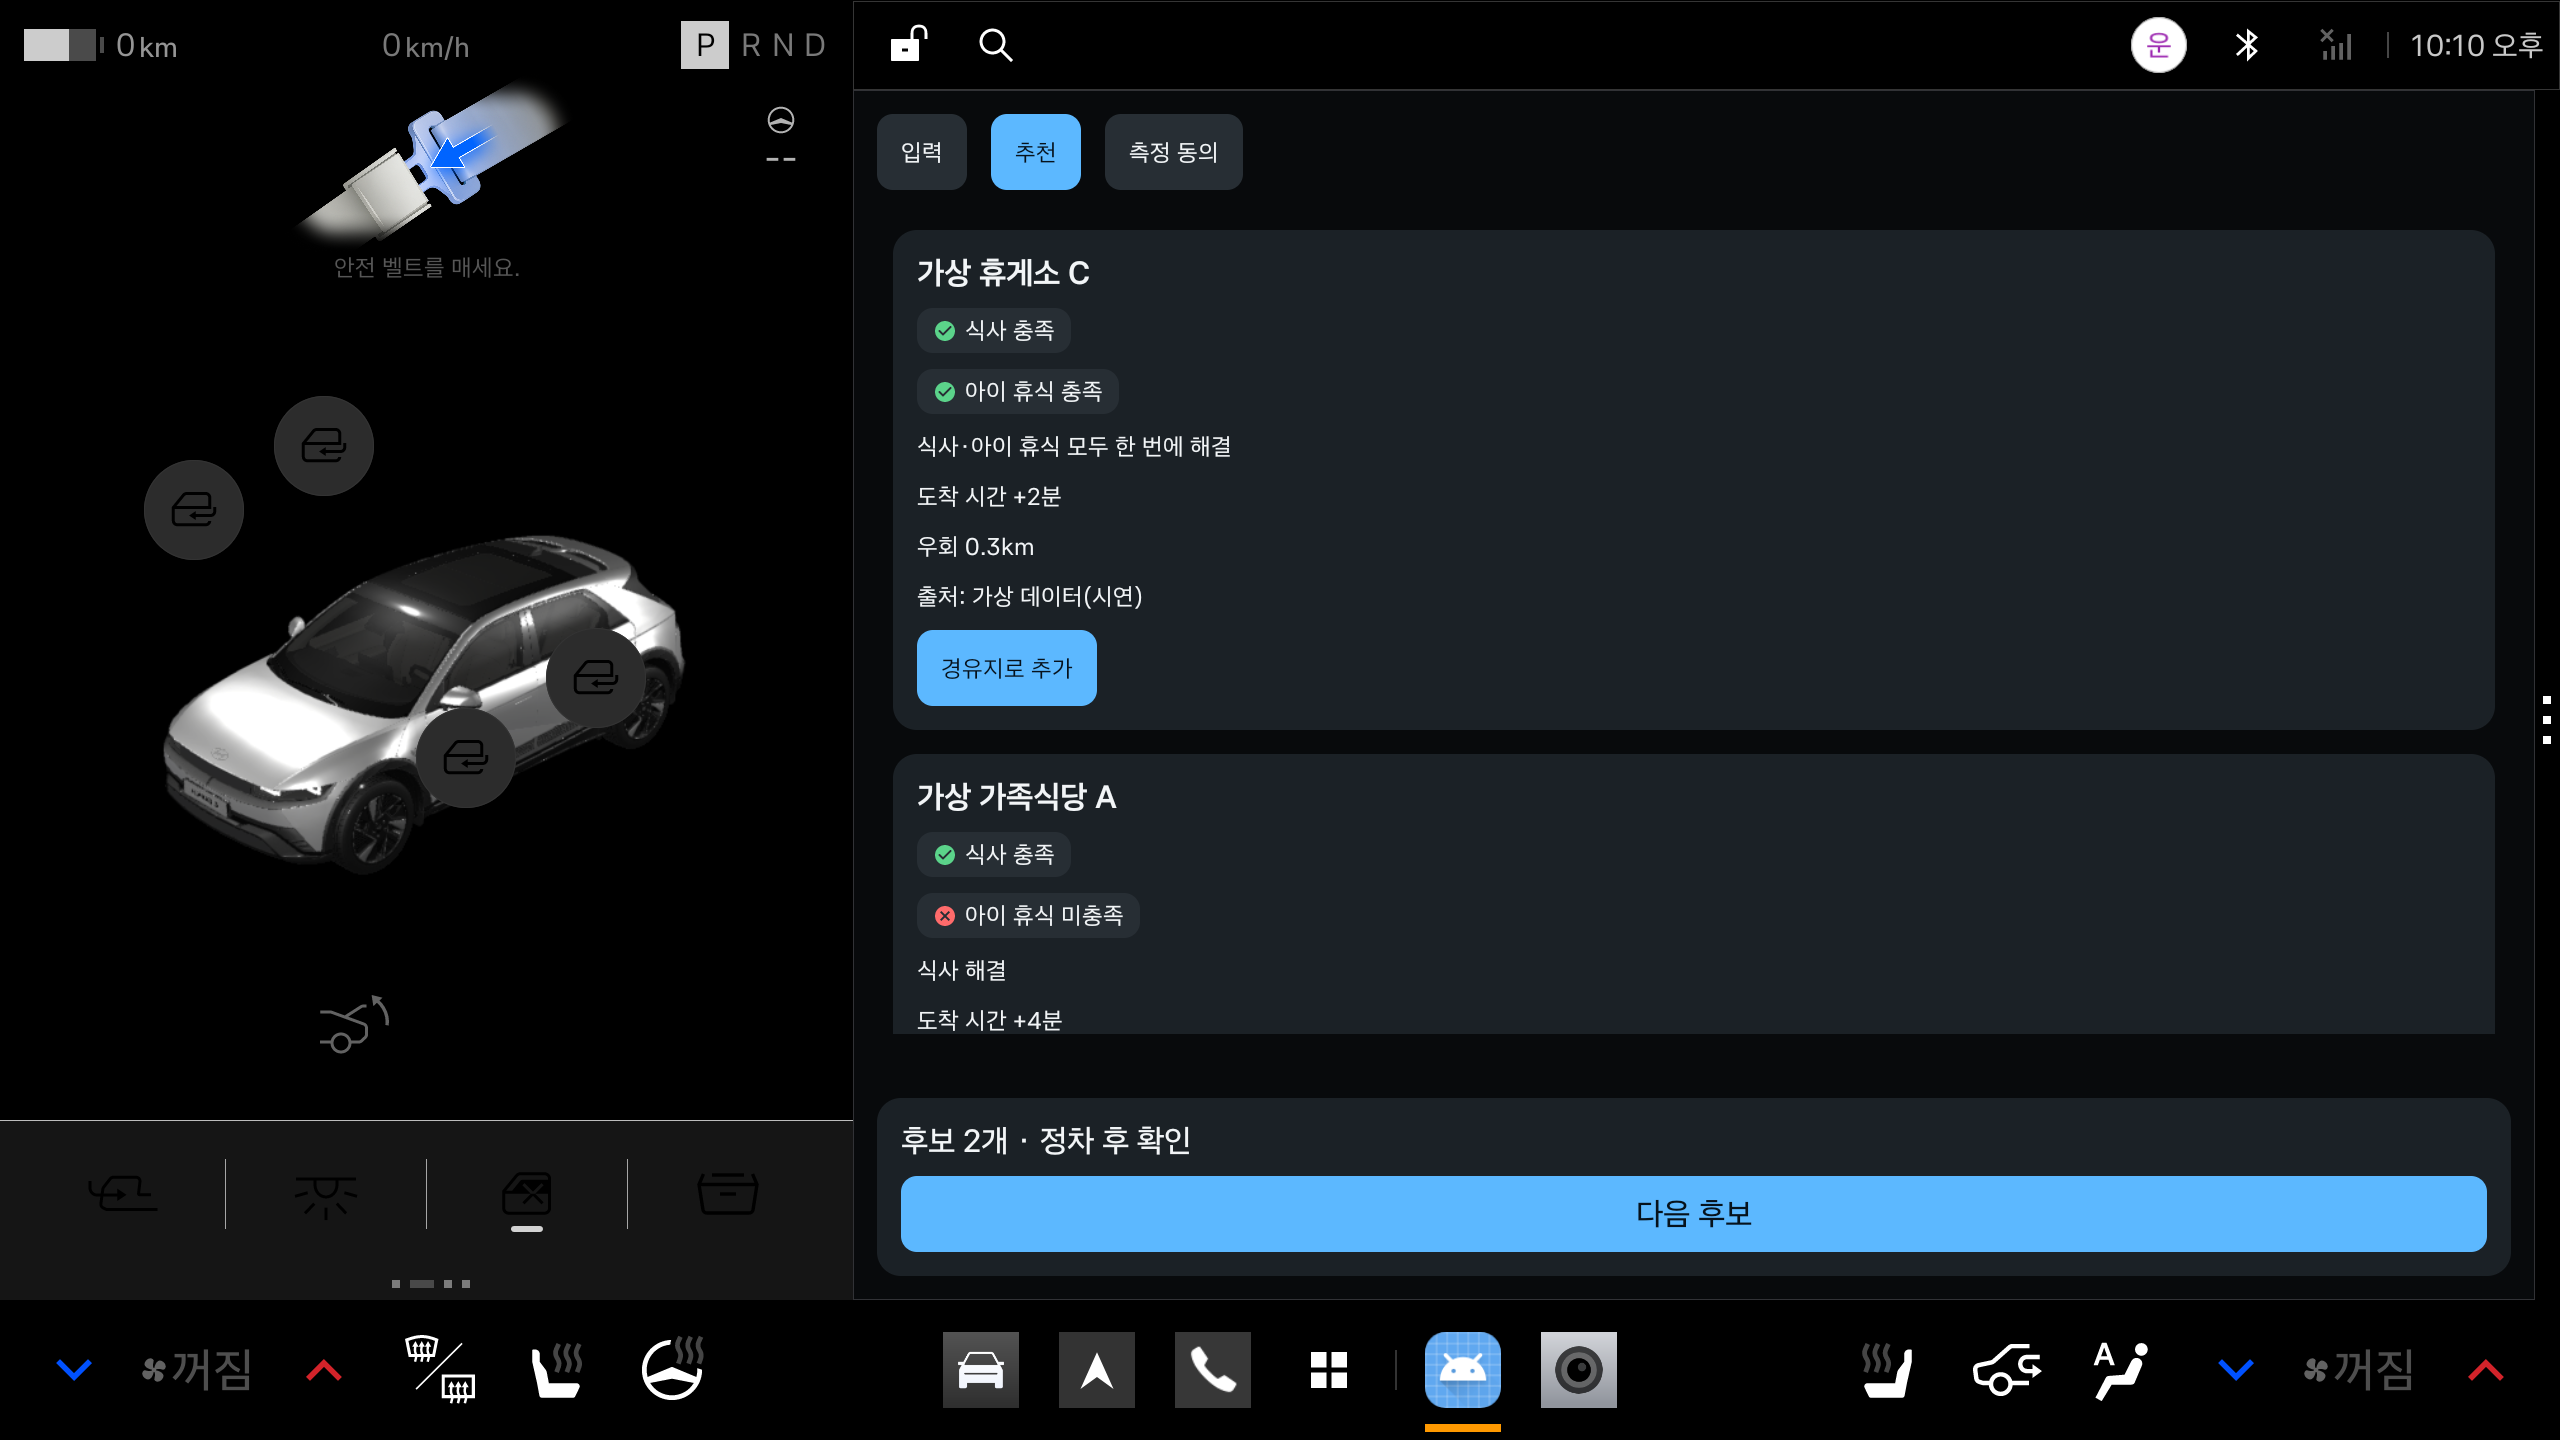 0 km
0 km/h
P R N D
10:10 오후
운
안전 벨트를 매세요.
--
입력
추천
측정 동의
가상 휴게소 C
식사 충족
아이 휴식 충족
식사·아이 휴식 모두 한 번에 해결
도착 시간 +2분
우회 0.3km
출처: 가상 데이터(시연)
경유지로 추가
가상 가족식당 A
식사 충족
아이 휴식 미충족
식사 해결
도착 시간 +4분
후보 2개 · 정차 후 확인
다음 후보
꺼짐
A
꺼짐